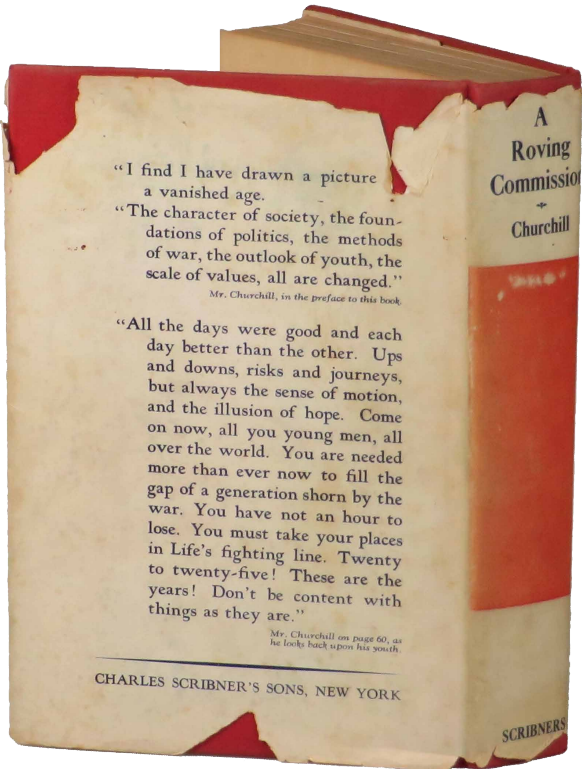 “I find I have drawn a picture
a vanished age.
“The character of society, the foun-
dations of politics, the methods
of war, the outlook of youth, the
scale of values, all are changed.”
Mr. Churchill, in the preface to this book.
“All the days were good and each
day better than the other. Ups
and downs, risks and journeys,
but always the sense of motion,
and the illusion of hope. Come
on now, all you young men, all
over the world. You are needed
more than ever now to fill the
gap of a generation shorn by the
war. You have not an hour to
lose. You must take your places
in Life’s fighting line. Twenty
to twenty-five! These are the
years! Don’t be content with
things as they are.”
Mr. Churchill on page 60, as
he looks back upon his youth.
CHARLES SCRIBNER’S SONS, NEW YORK
A
Roving
Commission
Churchill
SCRIBNERS